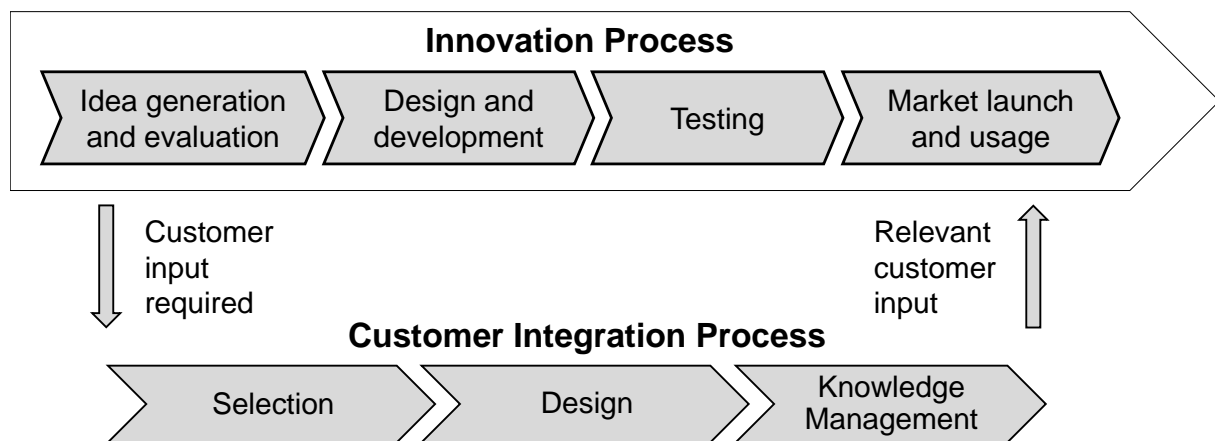 Innovation Process
Idea generation
and evaluation
Design and
development
Testing
Market launch
and usage
Customer
input
required
Relevant
customer
input
Customer Integration Process
Selection
Design
Knowledge
Management